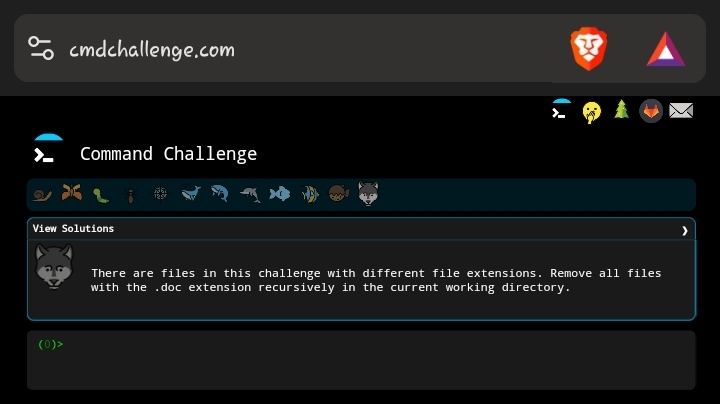 cmdchallenge.com
Command Challenge
View Solutions
There are files in this challenge with different file extensions. Remove all files
with the .doc extension recursively in the current working directory.
(0)>